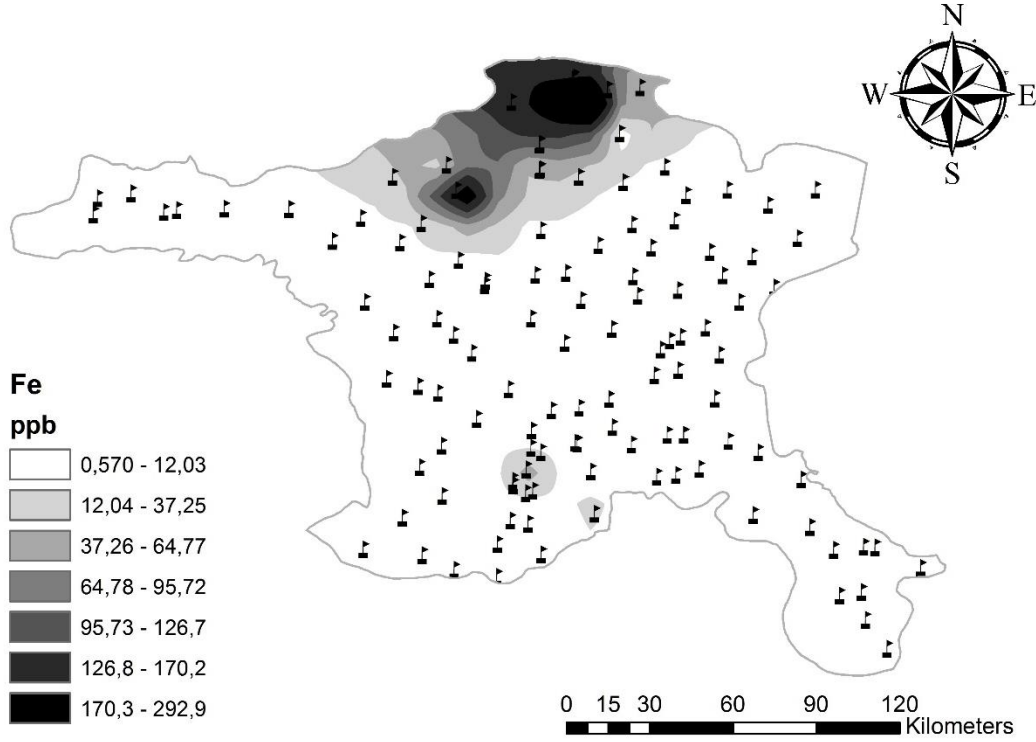 N
W E
S
Fe
ppb
0,570 - 12,03
12,04 - 37,25
37,26 - 64,77
64,78 - 95,72
95,73 - 126,7
126,8 - 170,2
170,3 - 292,9
0 15 30 60 90 120
Kilometers